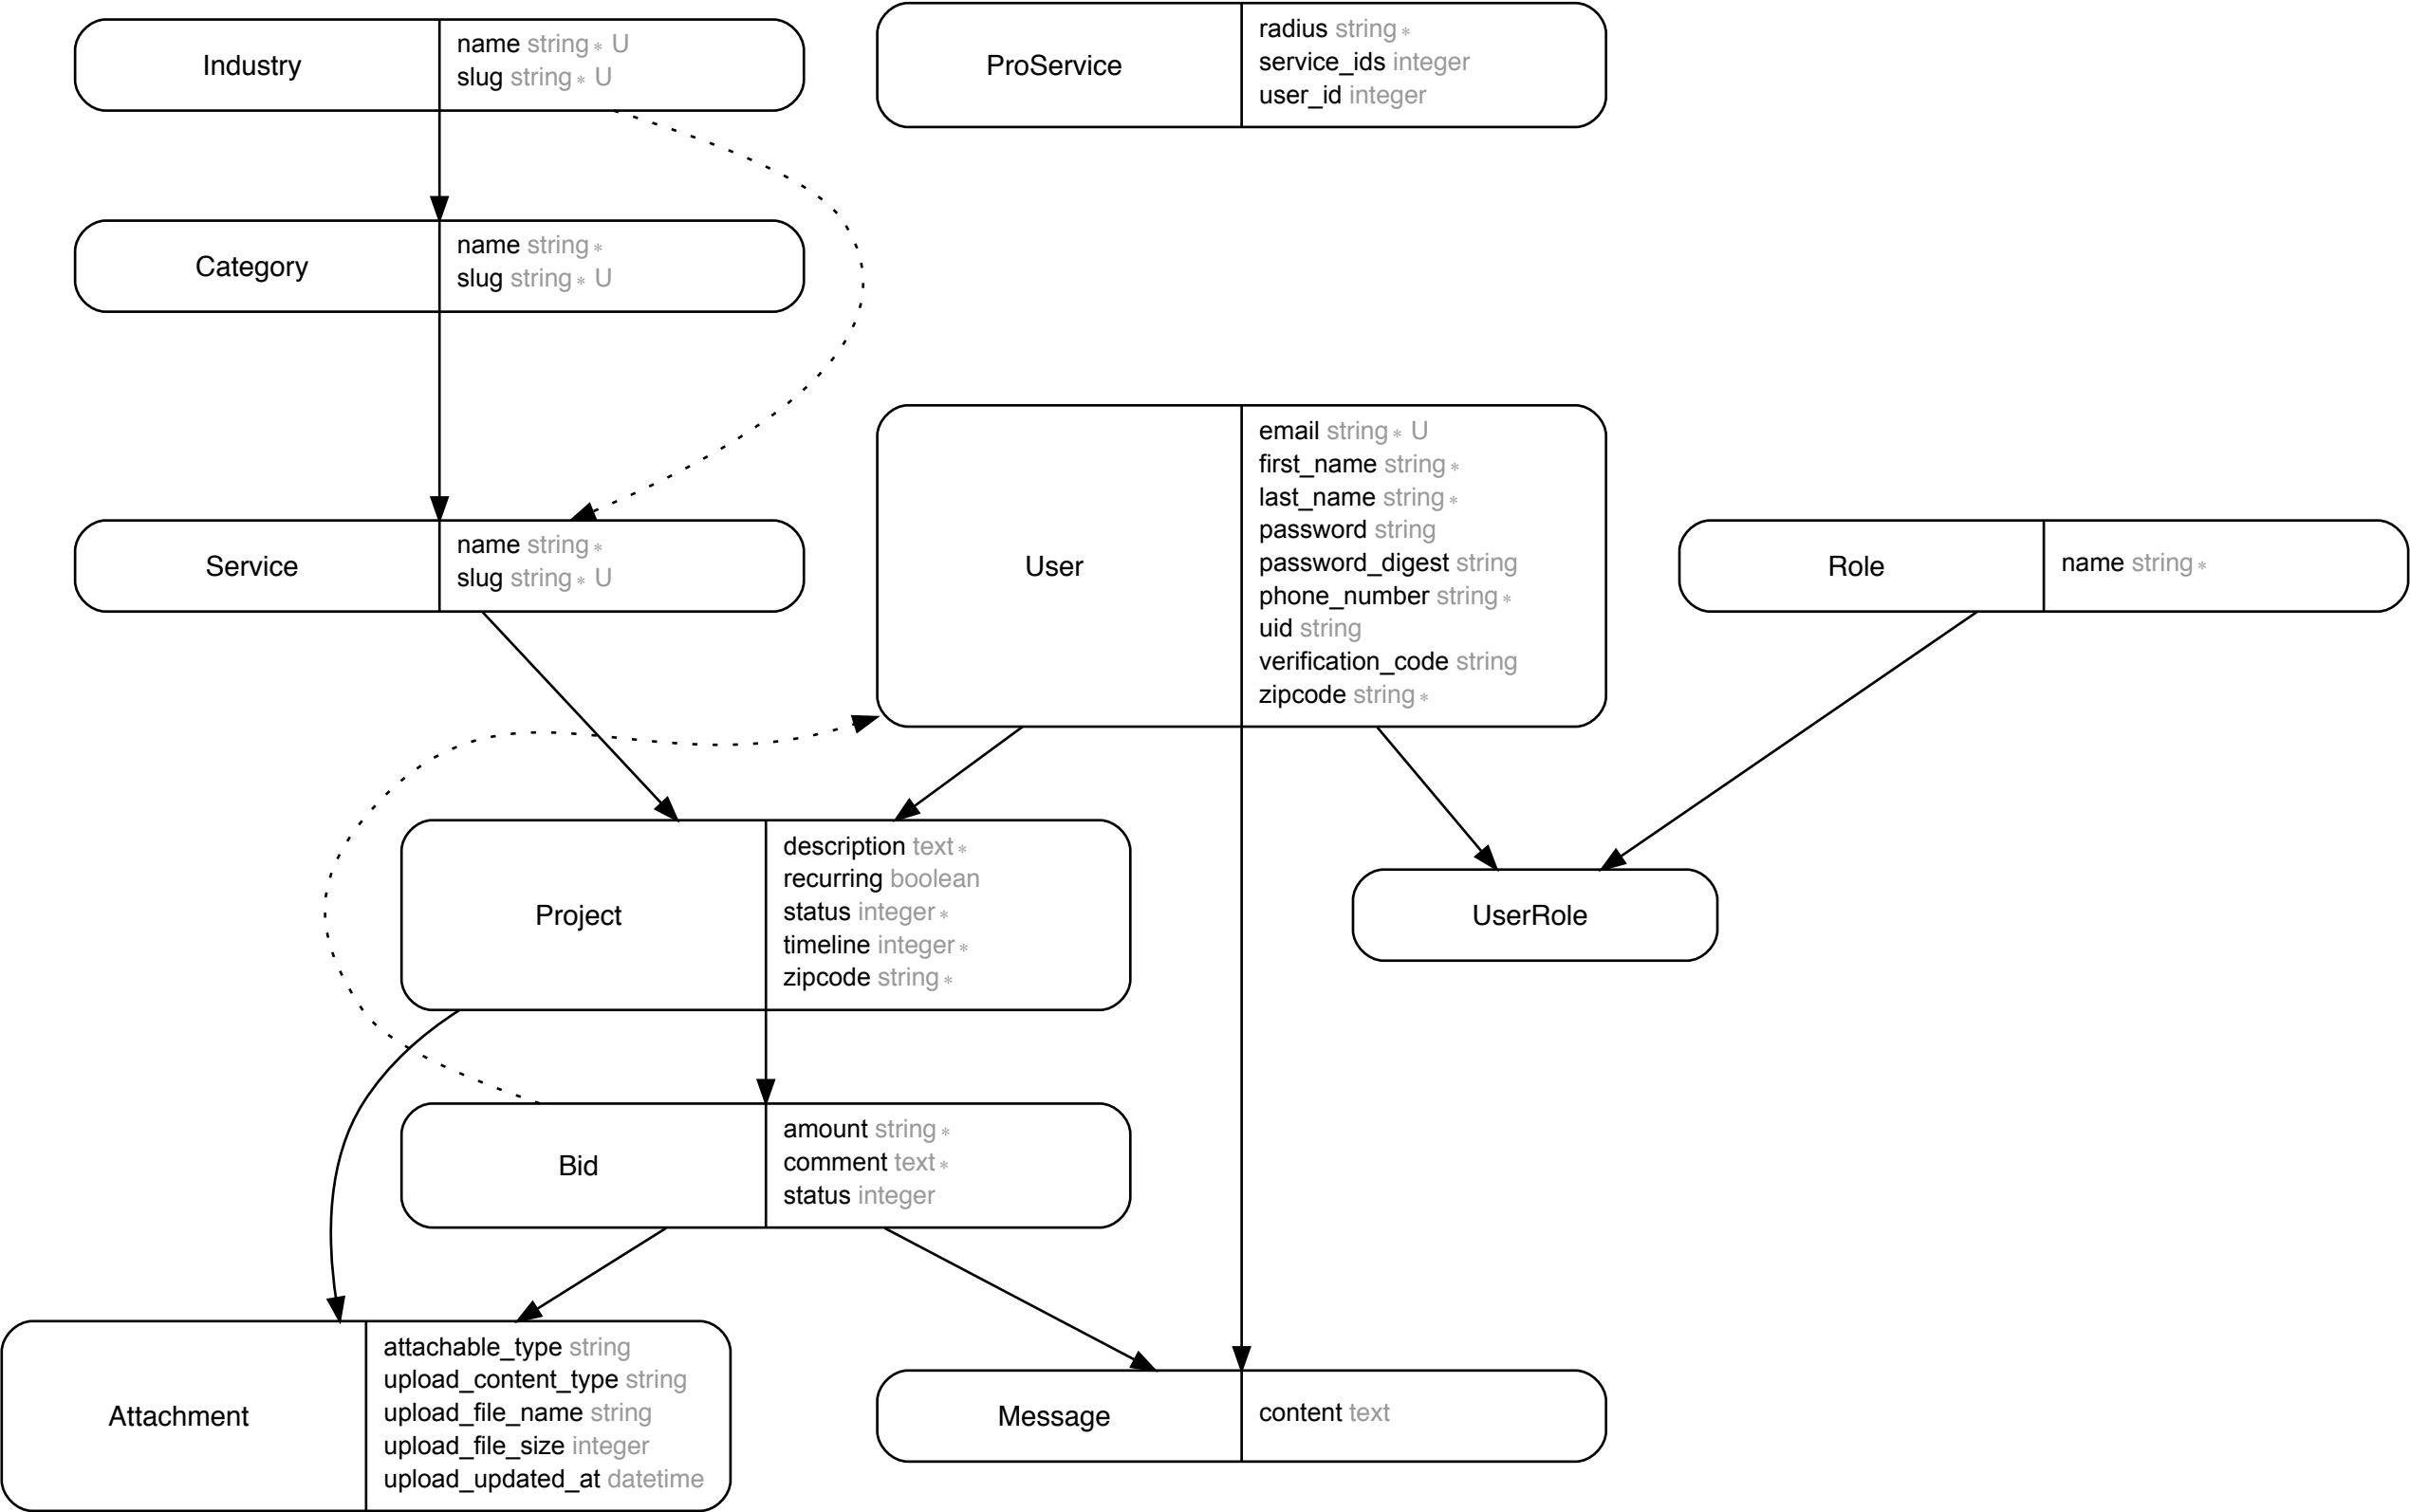 Industry
name string * U
slug string * U
ProService
radius string *
service_ids integer
user_id integer
Category
name string *
slug string * U
Service
name string *
slug string * U
User
email string * U
first_name string *
last_name string *
password string
password_digest string
phone_number string *
uid string
verification_code string
zipcode string *
Role
name string *
Project
description text *
recurring boolean
status integer *
timeline integer *
zipcode string *
UserRole
Bid
amount string *
comment text *
status integer
Attachment
attachable_type string
upload_content_type string
upload_file_name string
upload_file_size integer
upload_updated_at datetime
Message
content text